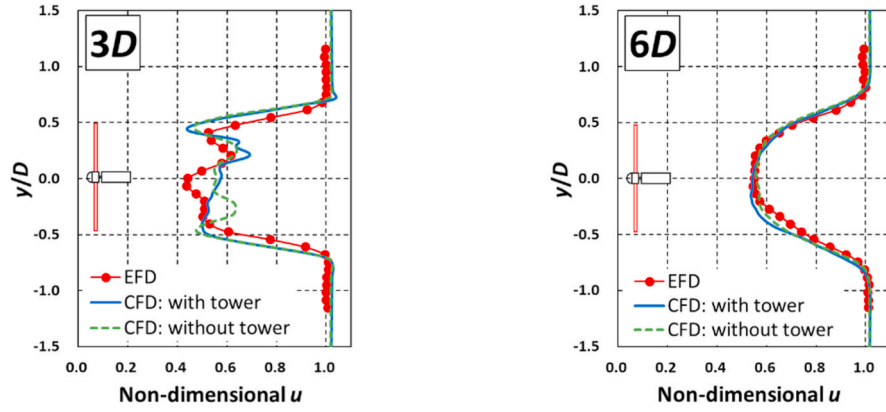 3D
1.5
1.0
0.5
0.0
-0.5
-1.0
-1.5
y/D
EFD
CFD: with tower
CFD: without tower
0.0 0.2 0.4 0.6 0.8 1.0
Non-dimensional u
6D
1.5
1.0
0.5
0.0
-0.5
-1.0
-1.5
y/D
EFD
CFD: with tower
CFD: without tower
0.0 0.2 0.4 0.6 0.8 1.0
Non-dimensional u